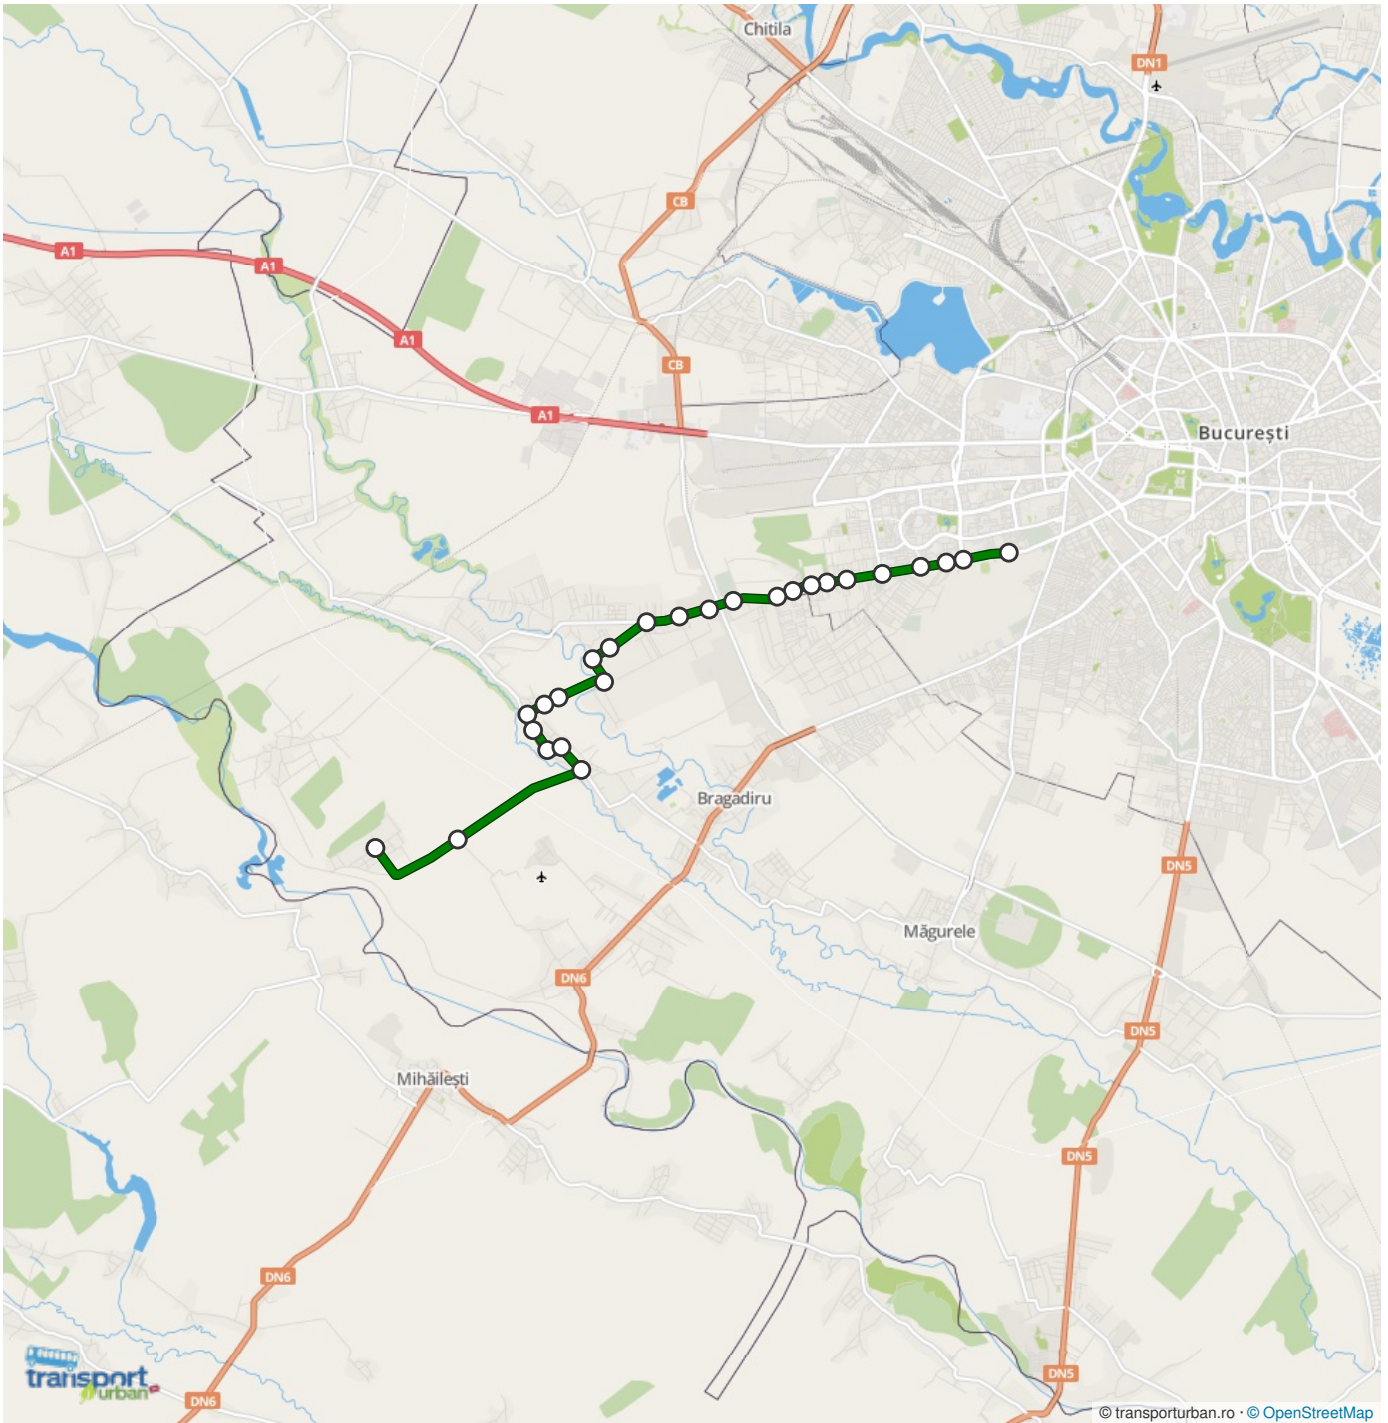 Chitila
DN1
CB
A1
A1
A1
CB
A1
București
Bragadiru
DN5
Măgurele
DN6
DN5
Mihăilești
DN5
DN6
transport
urban
DN5
DN6
© transporturban.ro · © OpenStreetMap